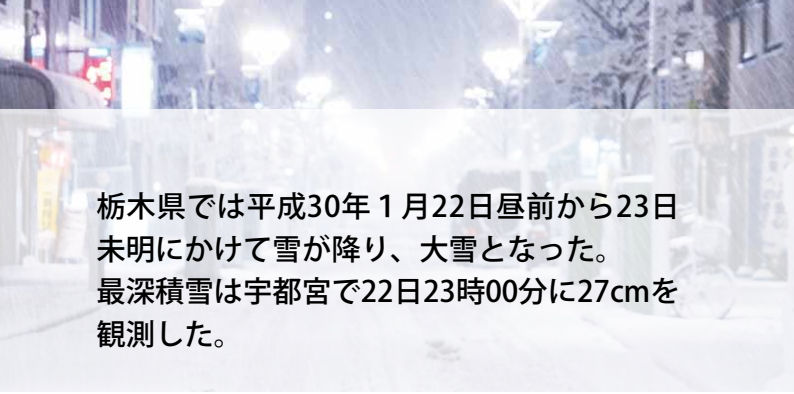 栃木県では平成30年１月22日昼前から23日
未明にかけて雪が降り、大雪となった。
最深積雪は宇都宮で22日23時00分に27cmを
観測した。